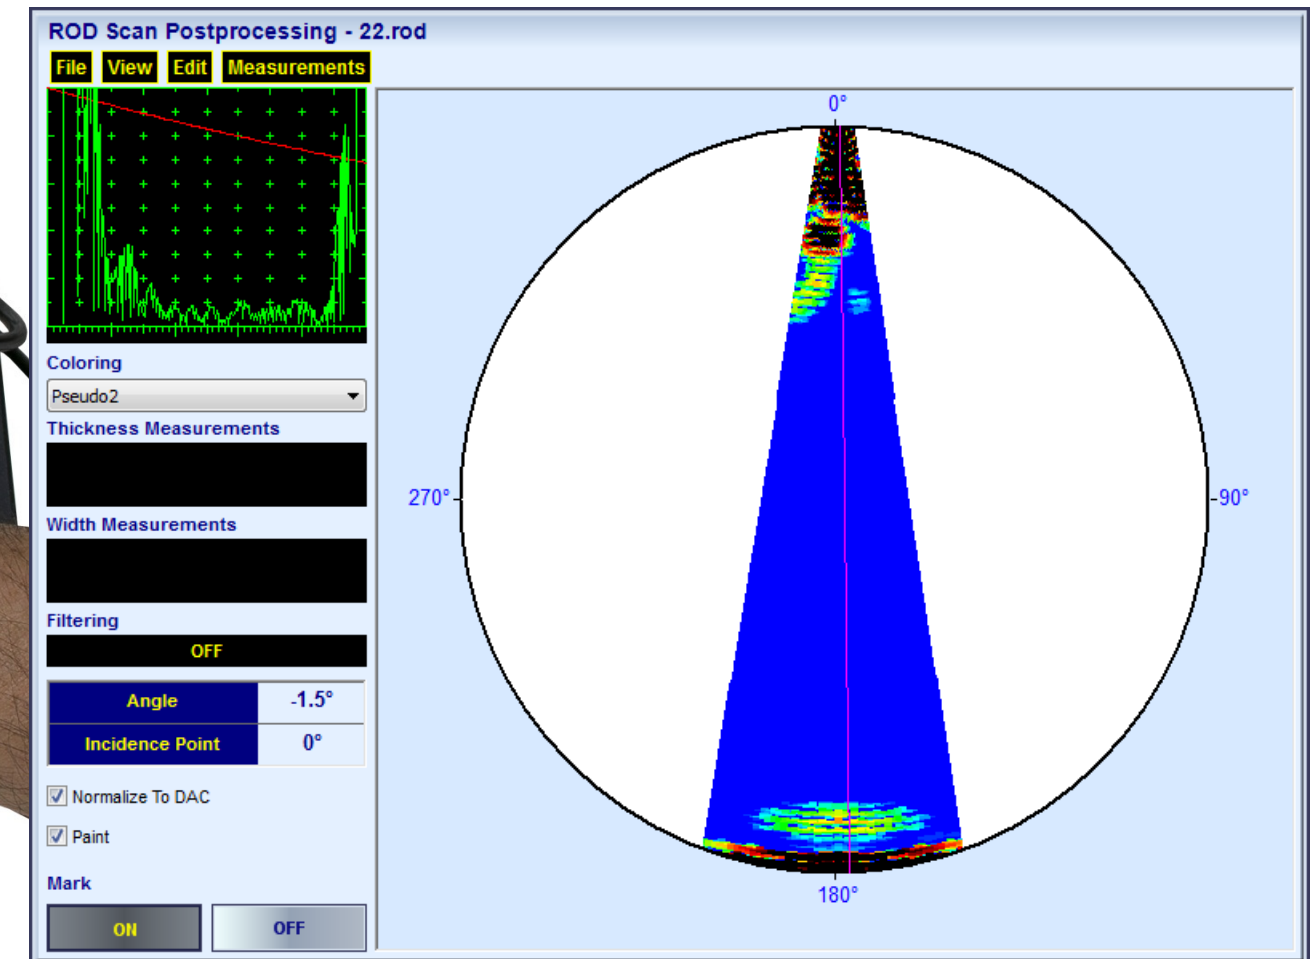 ROD Scan Postprocessing - 22.rod
File View Edit Measurements
0°
Coloring
Pseudo2
Thickness Measurements
270°
90°
Width Measurements
Filtering
OFF
Angle -1.5°
Incidence Point 0°
Normalize To DAC
Paint
Mark
180°
ON OFF